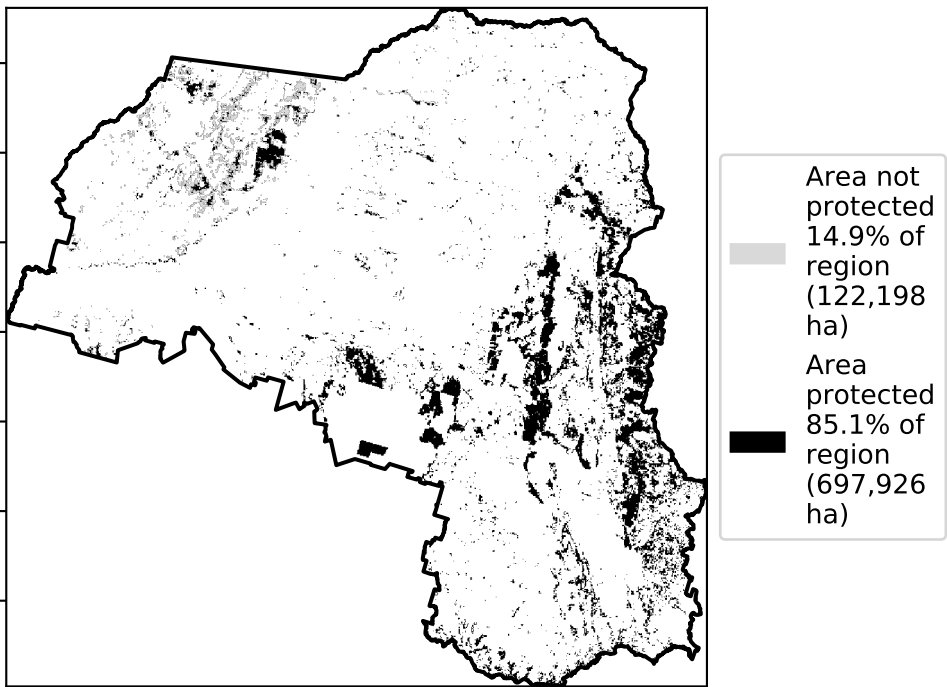 Area not
protected
14.9% of
region
(122,198
ha)
Area
protected
85.1% of
region
(697,926
ha)